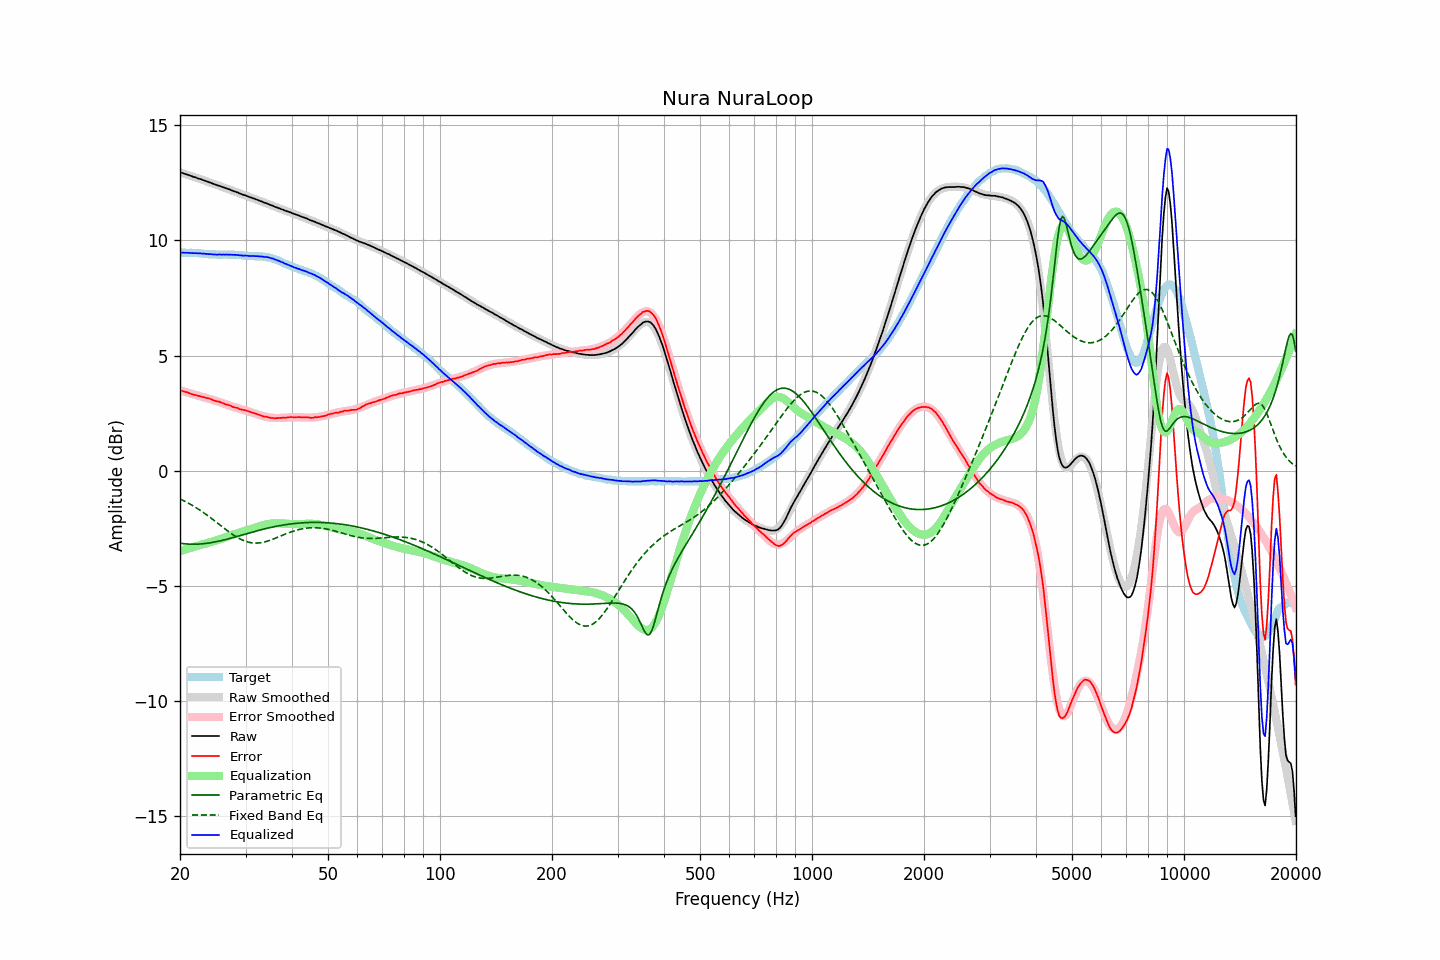 Nura NuraLoop
Amplitude (dBr)
15
10
5
0
−5
−10
−15
Target
Raw Smoothed
Error Smoothed
Raw
Error
Equalization
Parametric Eq
Fixed Band Eq
Equalized
20 50 100 200 500 1000 2000 5000 10000 20000
Frequency (Hz)